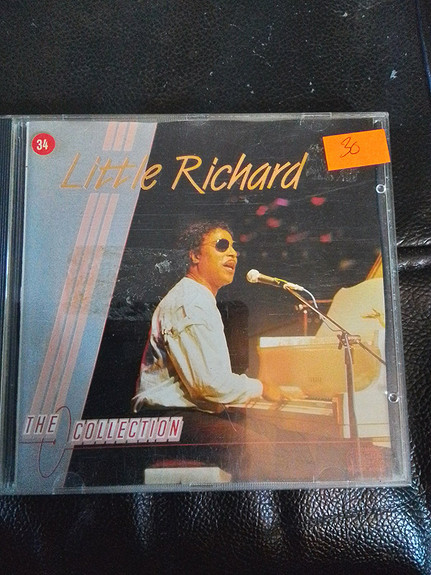 34
30
Little Richard
THE COLLECTION